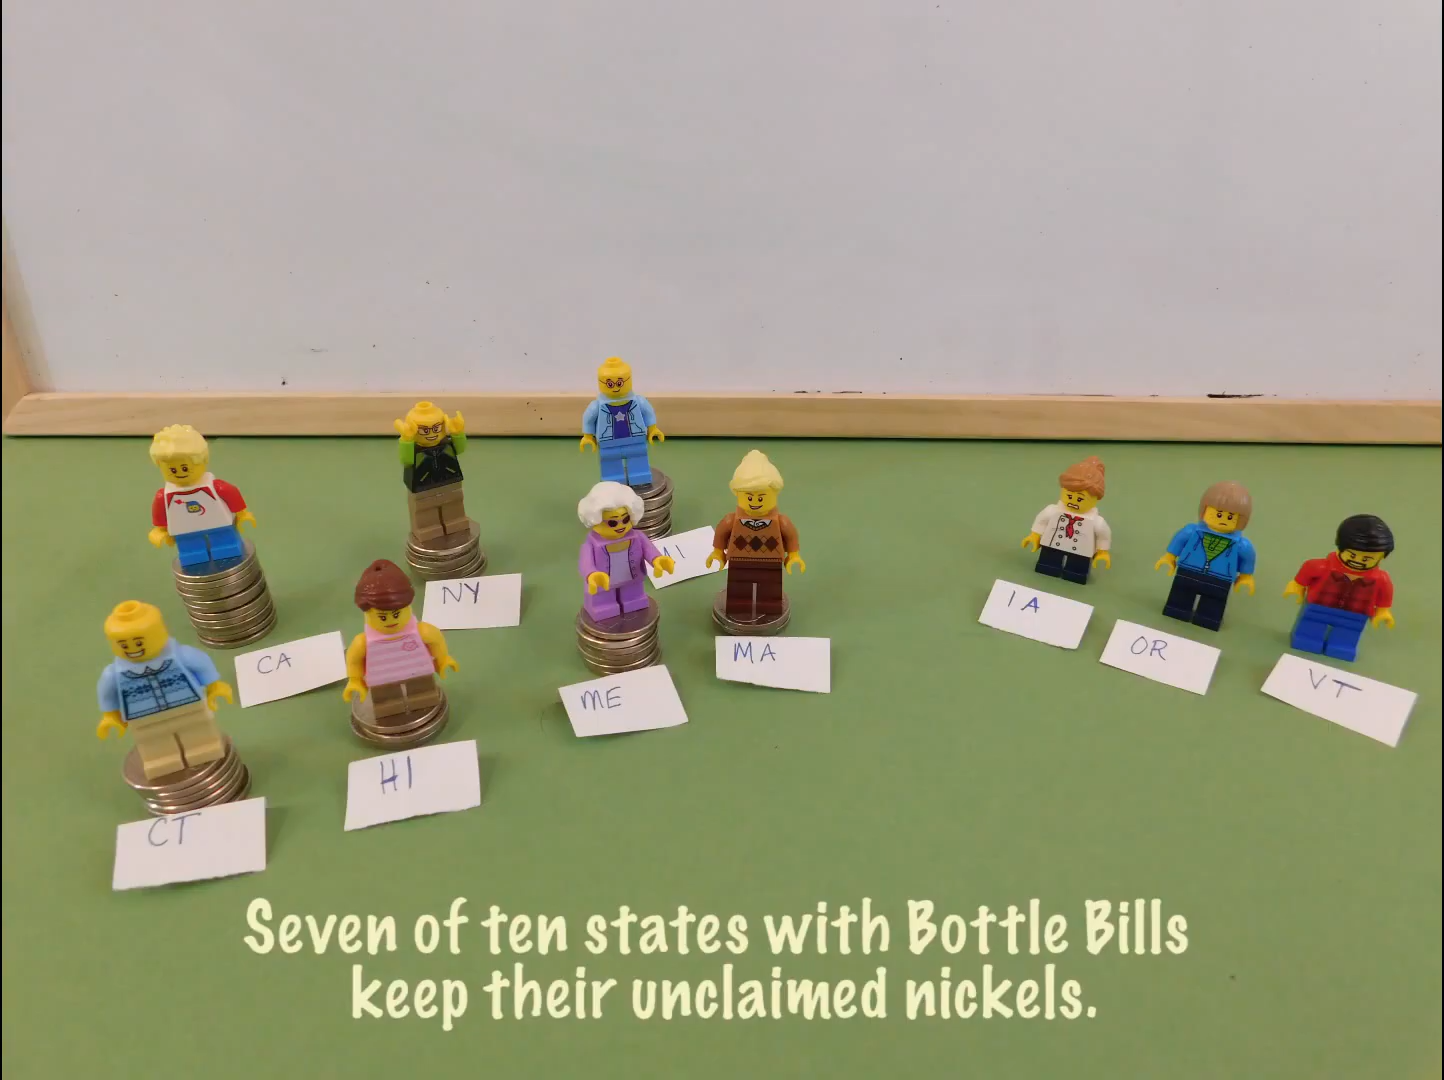 NY
MI
CA
IA
MA
OR
ME
VT
HI
CT
Seven of ten states with Bottle Bills
keep their unclaimed nickels.